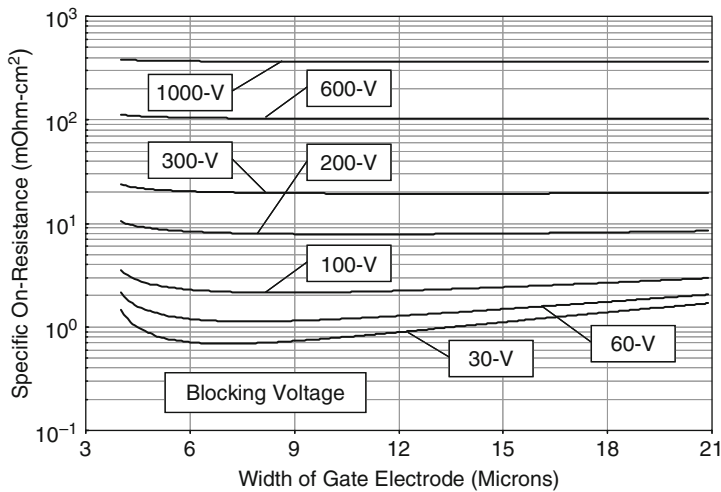 Specific On-Resistance (mOhm-cm²)
10³
10²
10¹
10⁰
10⁻¹
1000-V
600-V
300-V
200-V
100-V
60-V
30-V
Blocking Voltage
3 6 9 12 15 18 21
Width of Gate Electrode (Microns)